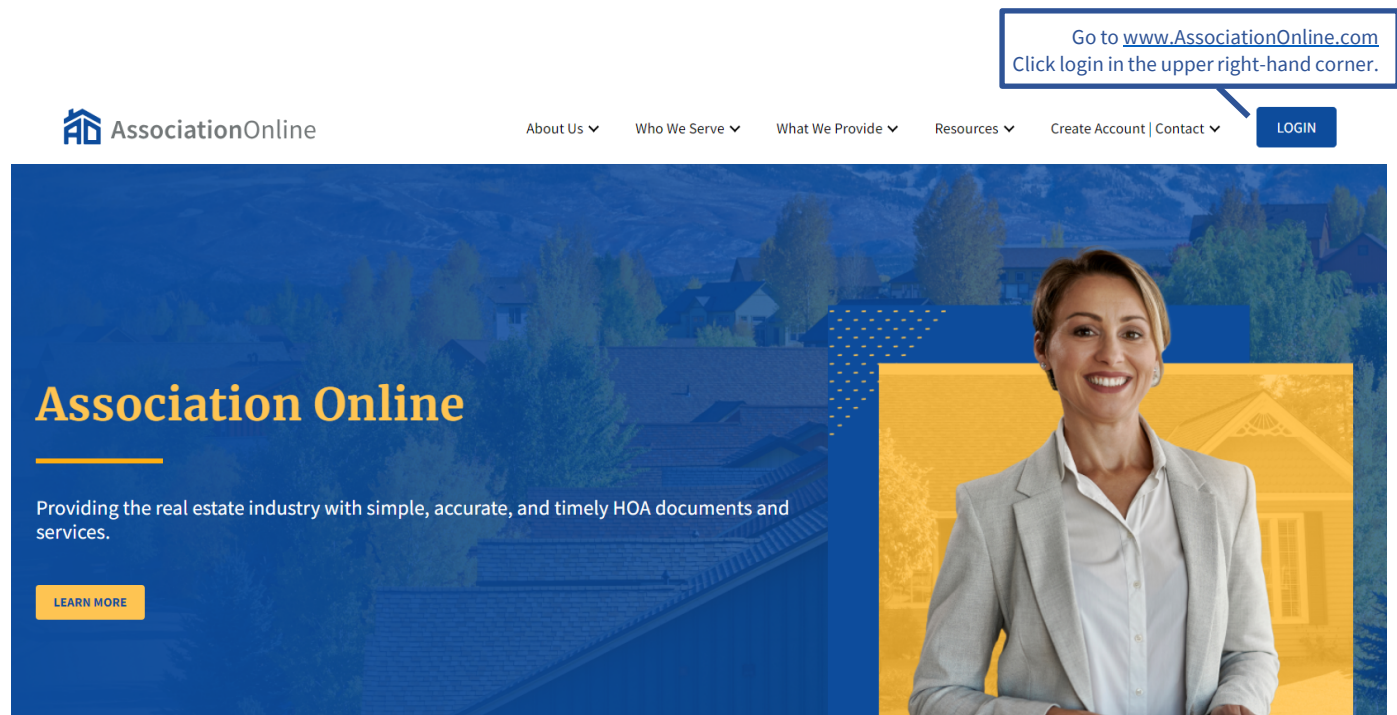 Go to www.AssociationOnline.com
Click login in the upper right-hand corner.
AssociationOnline
About Us
Who We Serve
What We Provide
Resources
Create Account | Contact
LOGIN
Association Online
Providing the real estate industry with simple, accurate, and timely HOA documents and
services.
LEARN MORE